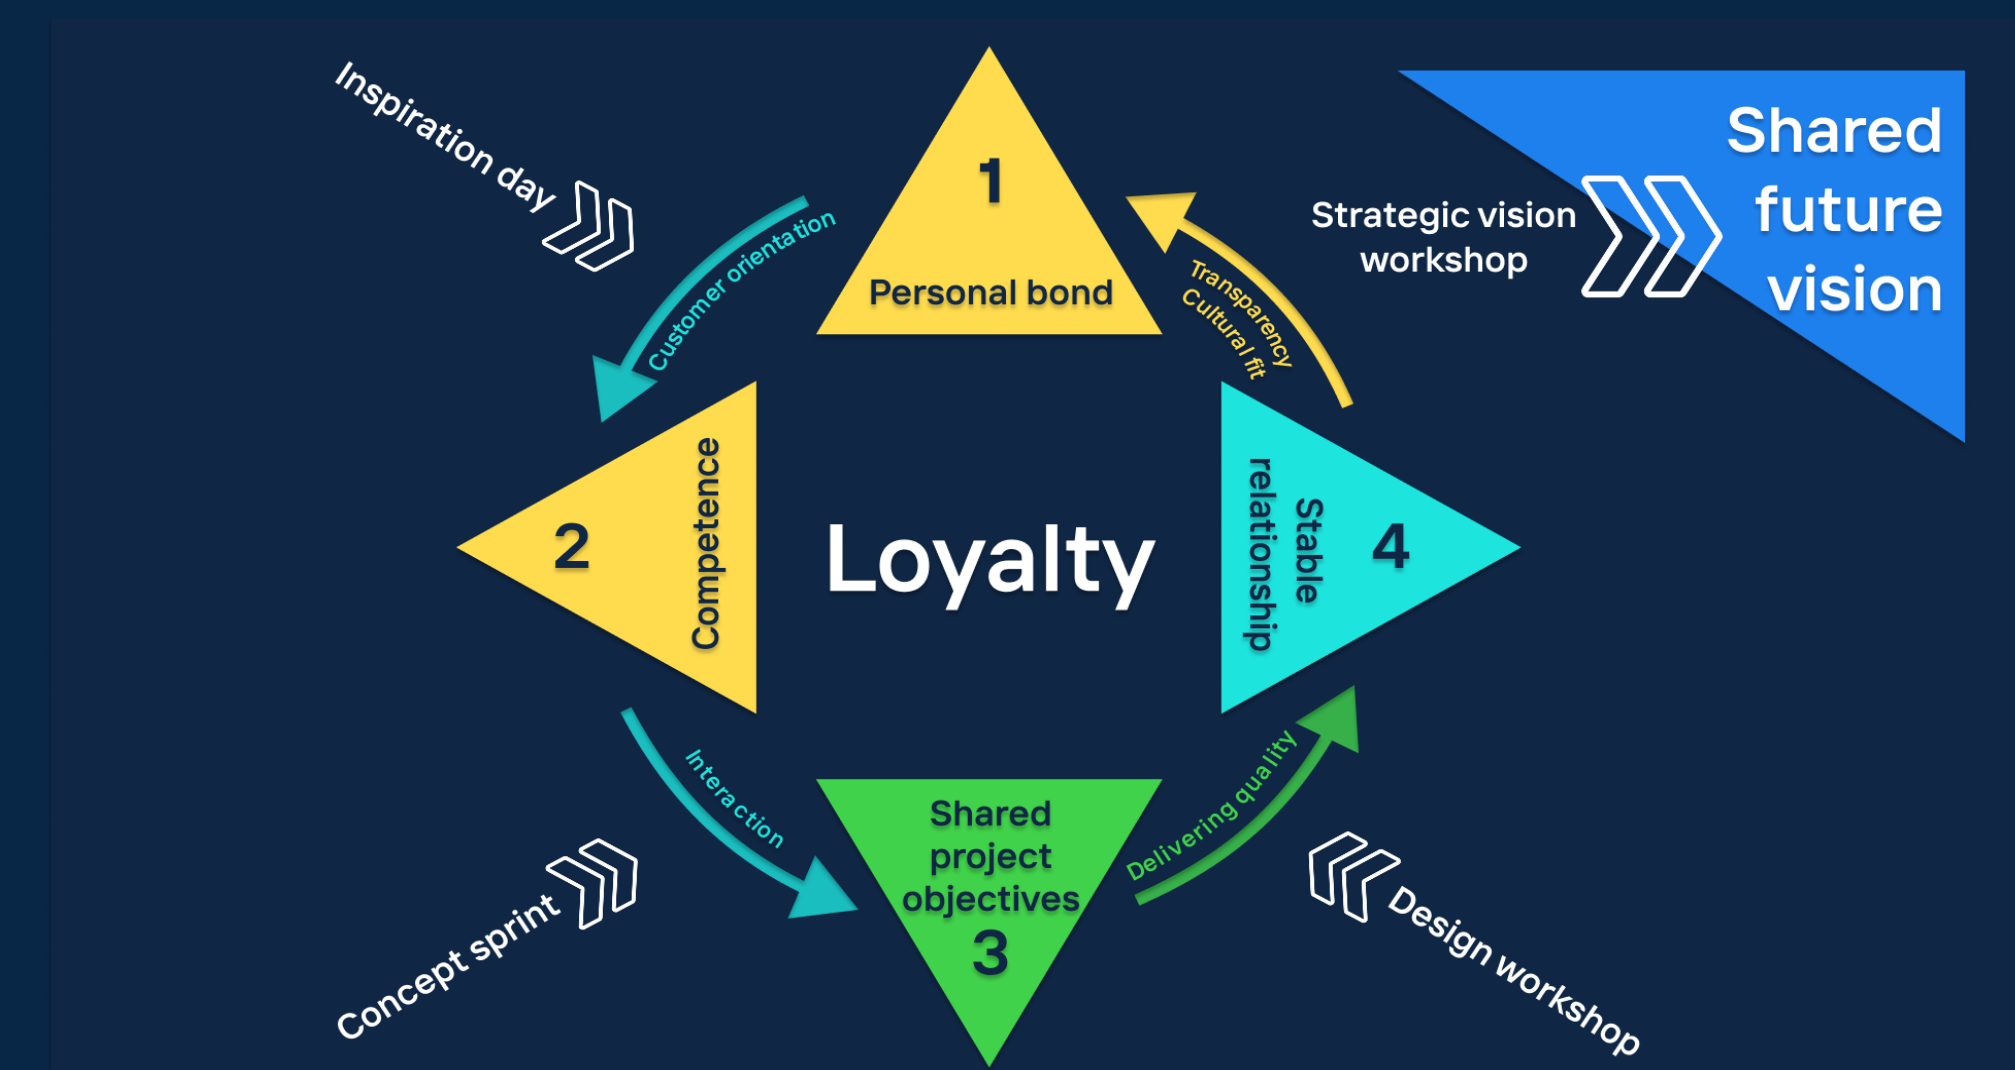 Inspiration day
Customer orientation
1
Personal bond
Transparency
Cultural fit
Strategic vision
workshop
Shared
future
vision
2
Competence
Loyalty
Stable
relationship
4
Interaction
Shared
project
objectives
3
Delivering quality
Concept sprint
Design workshop